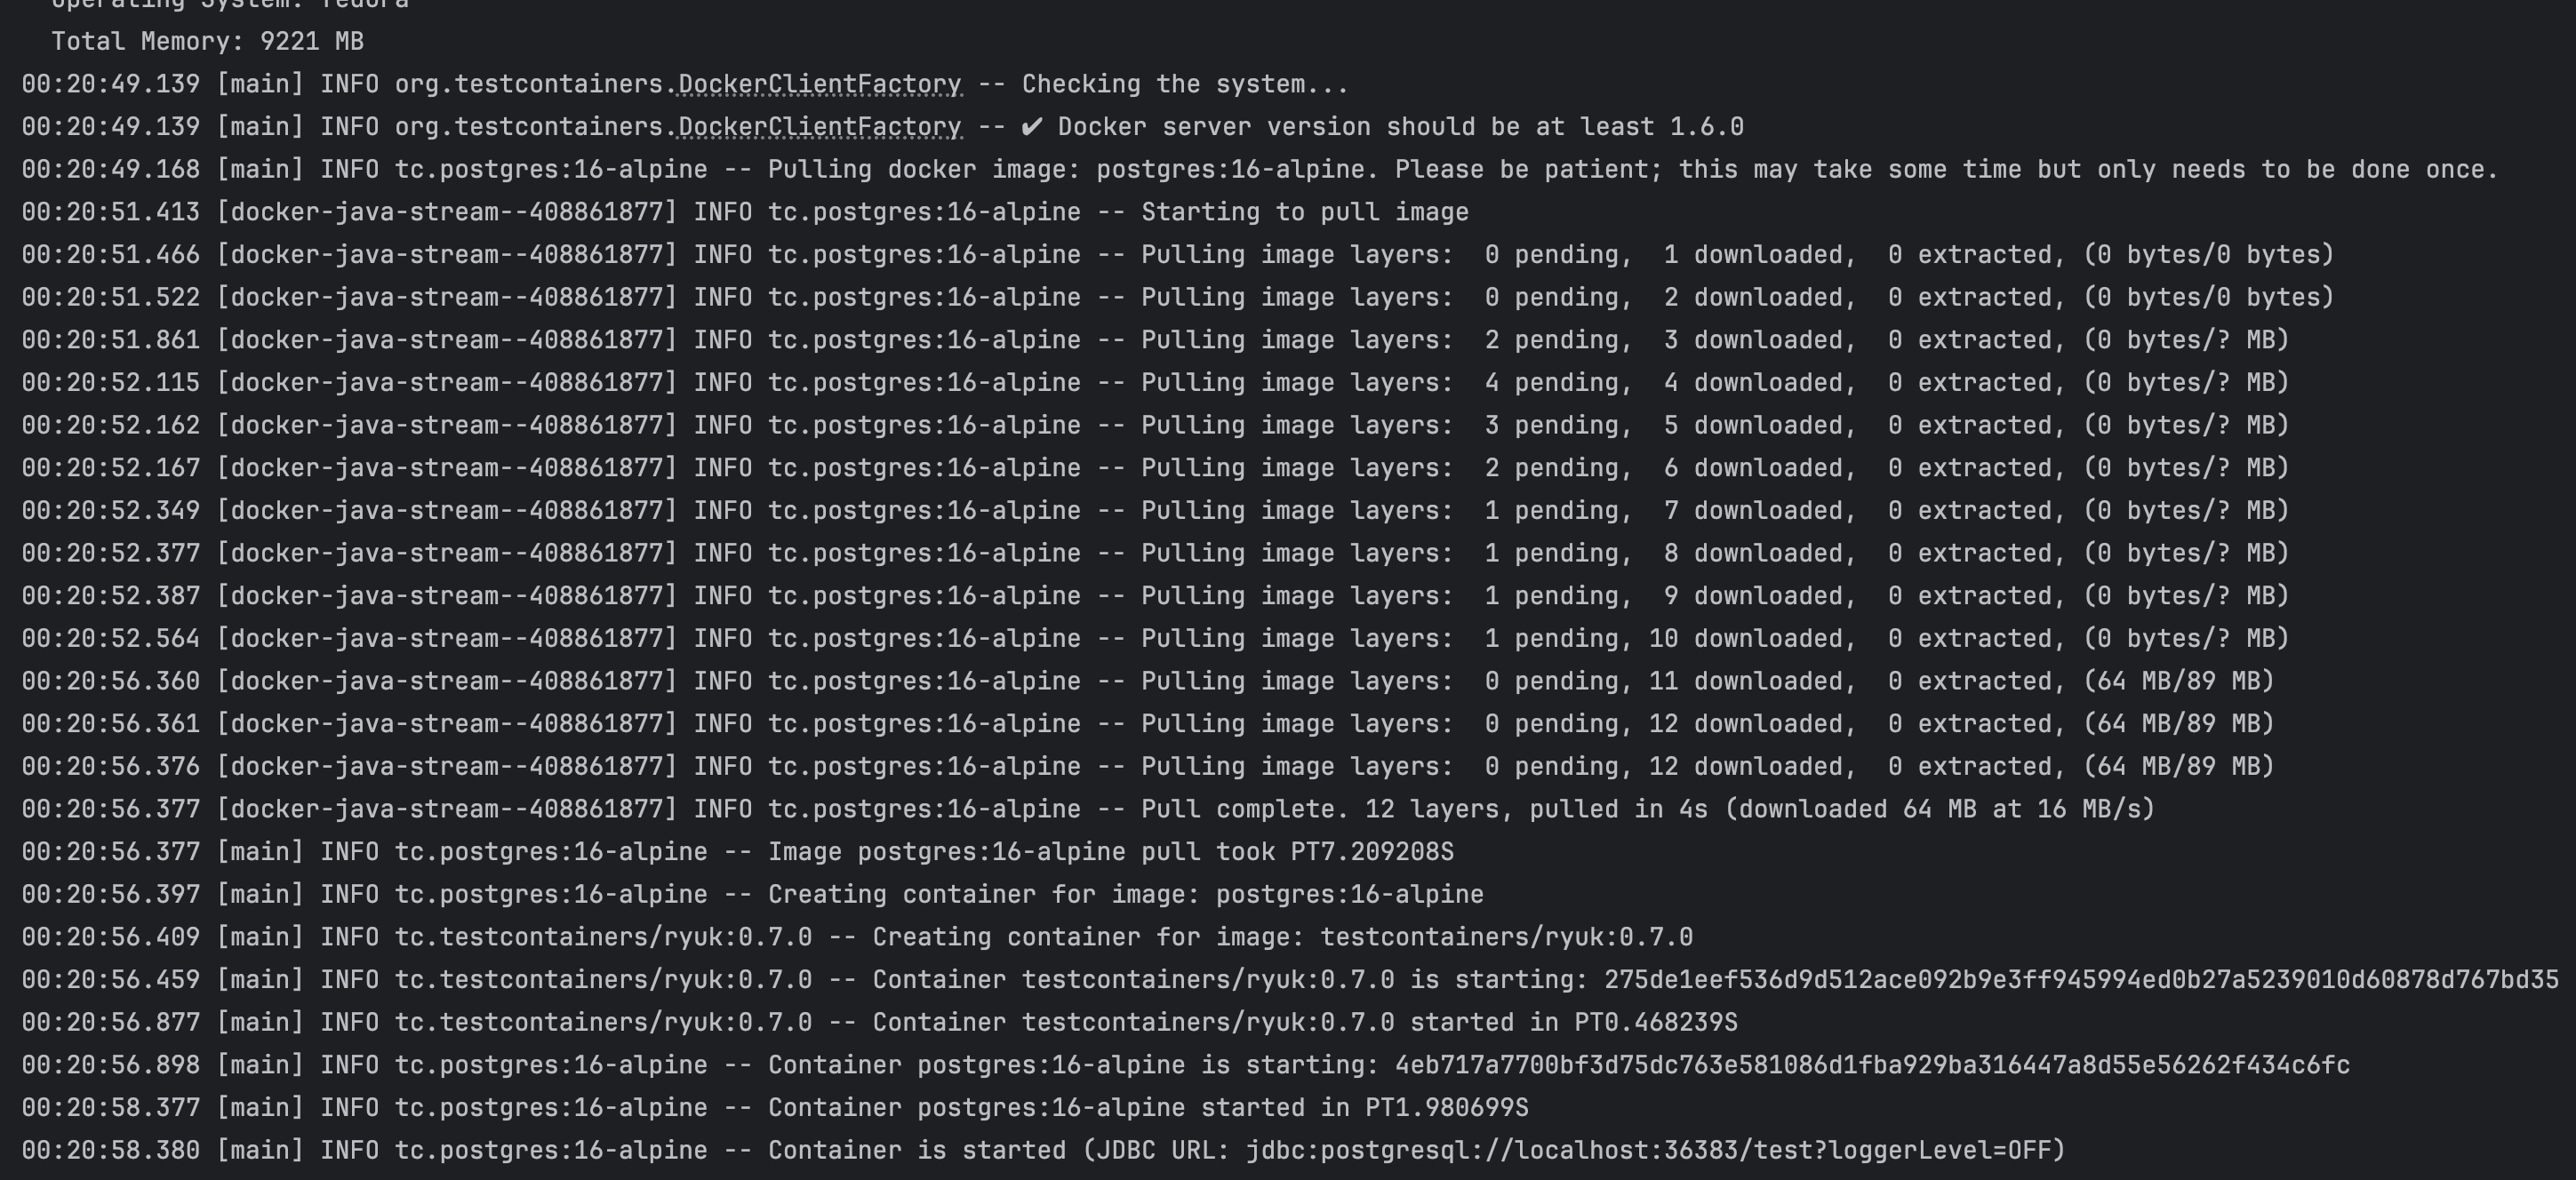 Operating System: fedora
  Total Memory: 9221 MB
00:20:49.139 [main] INFO org.testcontainers.DockerClientFactory -- Checking the system...
00:20:49.139 [main] INFO org.testcontainers.DockerClientFactory -- ✔ Docker server version should be at least 1.6.0
00:20:49.168 [main] INFO tc.postgres:16-alpine -- Pulling docker image: postgres:16-alpine. Please be patient; this may take some time but only needs to be done once.
00:20:51.413 [docker-java-stream--408861877] INFO tc.postgres:16-alpine -- Starting to pull image
00:20:51.466 [docker-java-stream--408861877] INFO tc.postgres:16-alpine -- Pulling image layers:  0 pending,  1 downloaded,  0 extracted, (0 bytes/0 bytes)
00:20:51.522 [docker-java-stream--408861877] INFO tc.postgres:16-alpine -- Pulling image layers:  0 pending,  2 downloaded,  0 extracted, (0 bytes/0 bytes)
00:20:51.861 [docker-java-stream--408861877] INFO tc.postgres:16-alpine -- Pulling image layers:  2 pending,  3 downloaded,  0 extracted, (0 bytes/? MB)
00:20:52.115 [docker-java-stream--408861877] INFO tc.postgres:16-alpine -- Pulling image layers:  4 pending,  4 downloaded,  0 extracted, (0 bytes/? MB)
00:20:52.162 [docker-java-stream--408861877] INFO tc.postgres:16-alpine -- Pulling image layers:  3 pending,  5 downloaded,  0 extracted, (0 bytes/? MB)
00:20:52.167 [docker-java-stream--408861877] INFO tc.postgres:16-alpine -- Pulling image layers:  2 pending,  6 downloaded,  0 extracted, (0 bytes/? MB)
00:20:52.349 [docker-java-stream--408861877] INFO tc.postgres:16-alpine -- Pulling image layers:  1 pending,  7 downloaded,  0 extracted, (0 bytes/? MB)
00:20:52.377 [docker-java-stream--408861877] INFO tc.postgres:16-alpine -- Pulling image layers:  1 pending,  8 downloaded,  0 extracted, (0 bytes/? MB)
00:20:52.387 [docker-java-stream--408861877] INFO tc.postgres:16-alpine -- Pulling image layers:  1 pending,  9 downloaded,  0 extracted, (0 bytes/? MB)
00:20:52.564 [docker-java-stream--408861877] INFO tc.postgres:16-alpine -- Pulling image layers:  1 pending, 10 downloaded,  0 extracted, (0 bytes/? MB)
00:20:56.360 [docker-java-stream--408861877] INFO tc.postgres:16-alpine -- Pulling image layers:  0 pending, 11 downloaded,  0 extracted, (64 MB/89 MB)
00:20:56.361 [docker-java-stream--408861877] INFO tc.postgres:16-alpine -- Pulling image layers:  0 pending, 12 downloaded,  0 extracted, (64 MB/89 MB)
00:20:56.376 [docker-java-stream--408861877] INFO tc.postgres:16-alpine -- Pulling image layers:  0 pending, 12 downloaded,  0 extracted, (64 MB/89 MB)
00:20:56.377 [docker-java-stream--408861877] INFO tc.postgres:16-alpine -- Pull complete. 12 layers, pulled in 4s (downloaded 64 MB at 16 MB/s)
00:20:56.377 [main] INFO tc.postgres:16-alpine -- Image postgres:16-alpine pull took PT7.209208S
00:20:56.397 [main] INFO tc.postgres:16-alpine -- Creating container for image: postgres:16-alpine
00:20:56.409 [main] INFO tc.testcontainers/ryuk:0.7.0 -- Creating container for image: testcontainers/ryuk:0.7.0
00:20:56.459 [main] INFO tc.testcontainers/ryuk:0.7.0 -- Container testcontainers/ryuk:0.7.0 is starting: 275de1eef536d9d512ace092b9e3ff945994ed0b27a5239010d60878d767bd35
00:20:56.877 [main] INFO tc.testcontainers/ryuk:0.7.0 -- Container testcontainers/ryuk:0.7.0 started in PT0.468239S
00:20:56.898 [main] INFO tc.postgres:16-alpine -- Container postgres:16-alpine is starting: 4eb717a7700bf3d75dc763e581086d1fba929ba316447a8d55e56262f434c6fc
00:20:58.377 [main] INFO tc.postgres:16-alpine -- Container postgres:16-alpine started in PT1.980699S
00:20:58.380 [main] INFO tc.postgres:16-alpine -- Container is started (JDBC URL: jdbc:postgresql://localhost:36383/test?loggerLevel=OFF)